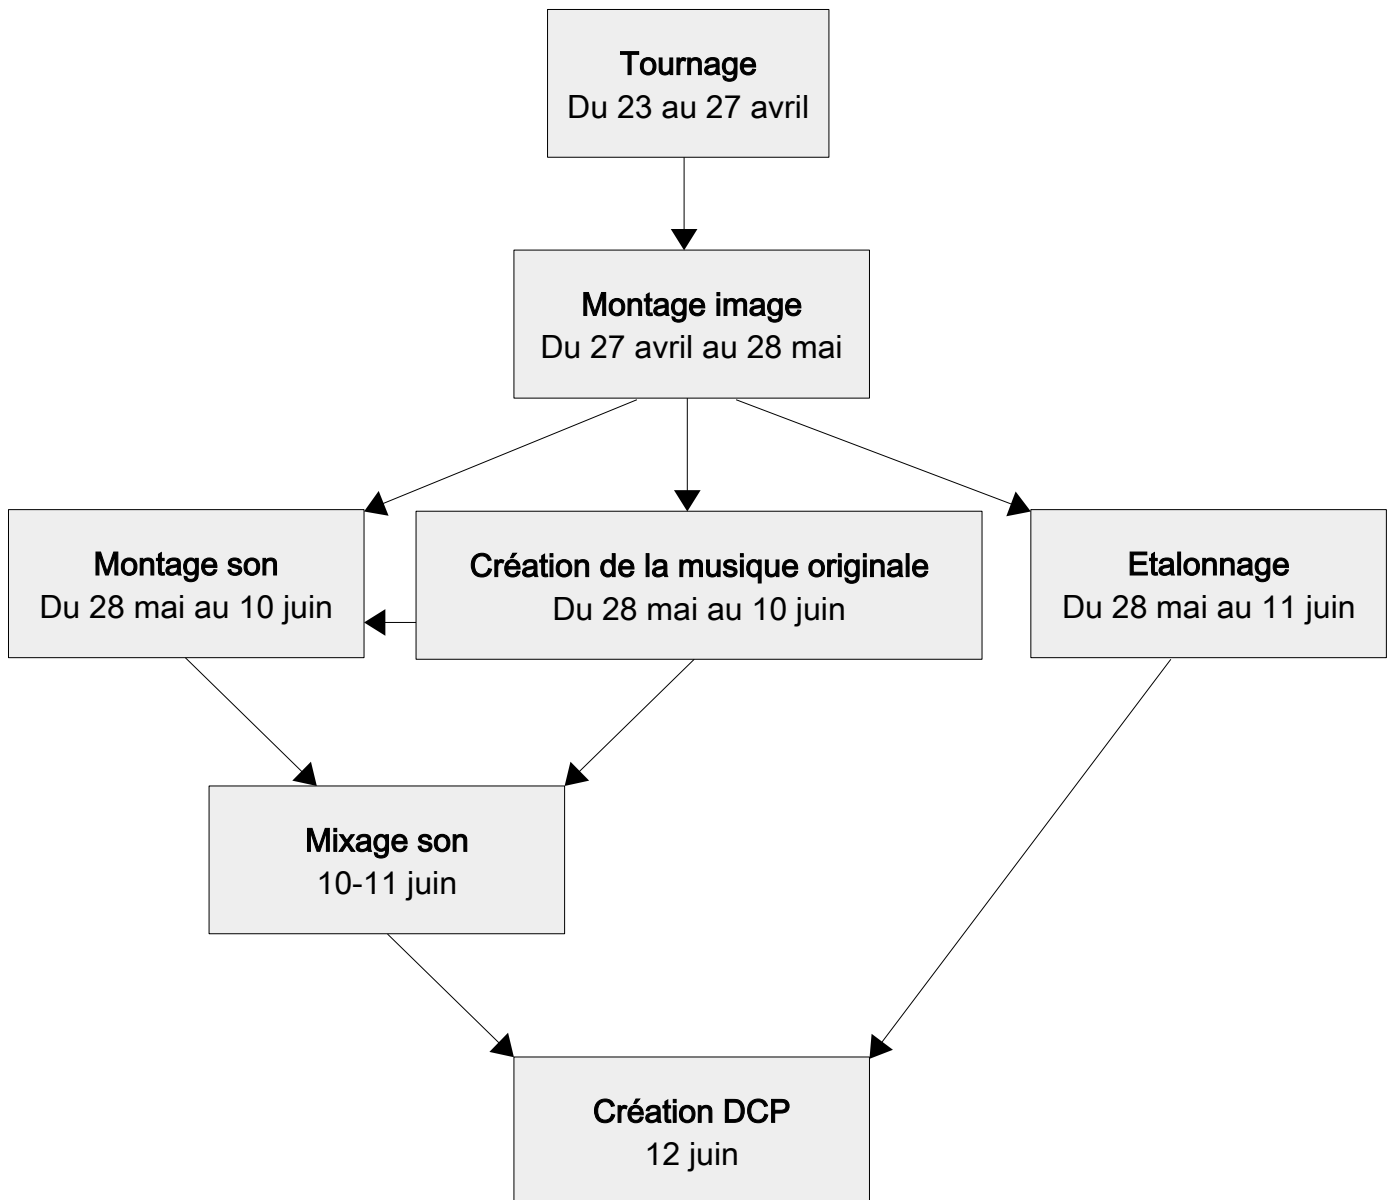 Tournage
Du 23 au 27 avril
Montage image
Du 27 avril au 28 mai
Montage son
Du 28 mai au 10 juin
Création de la musique originale
Du 28 mai au 10 juin
Etalonnage
Du 28 mai au 11 juin
Mixage son
10-11 juin
Création DCP
12 juin